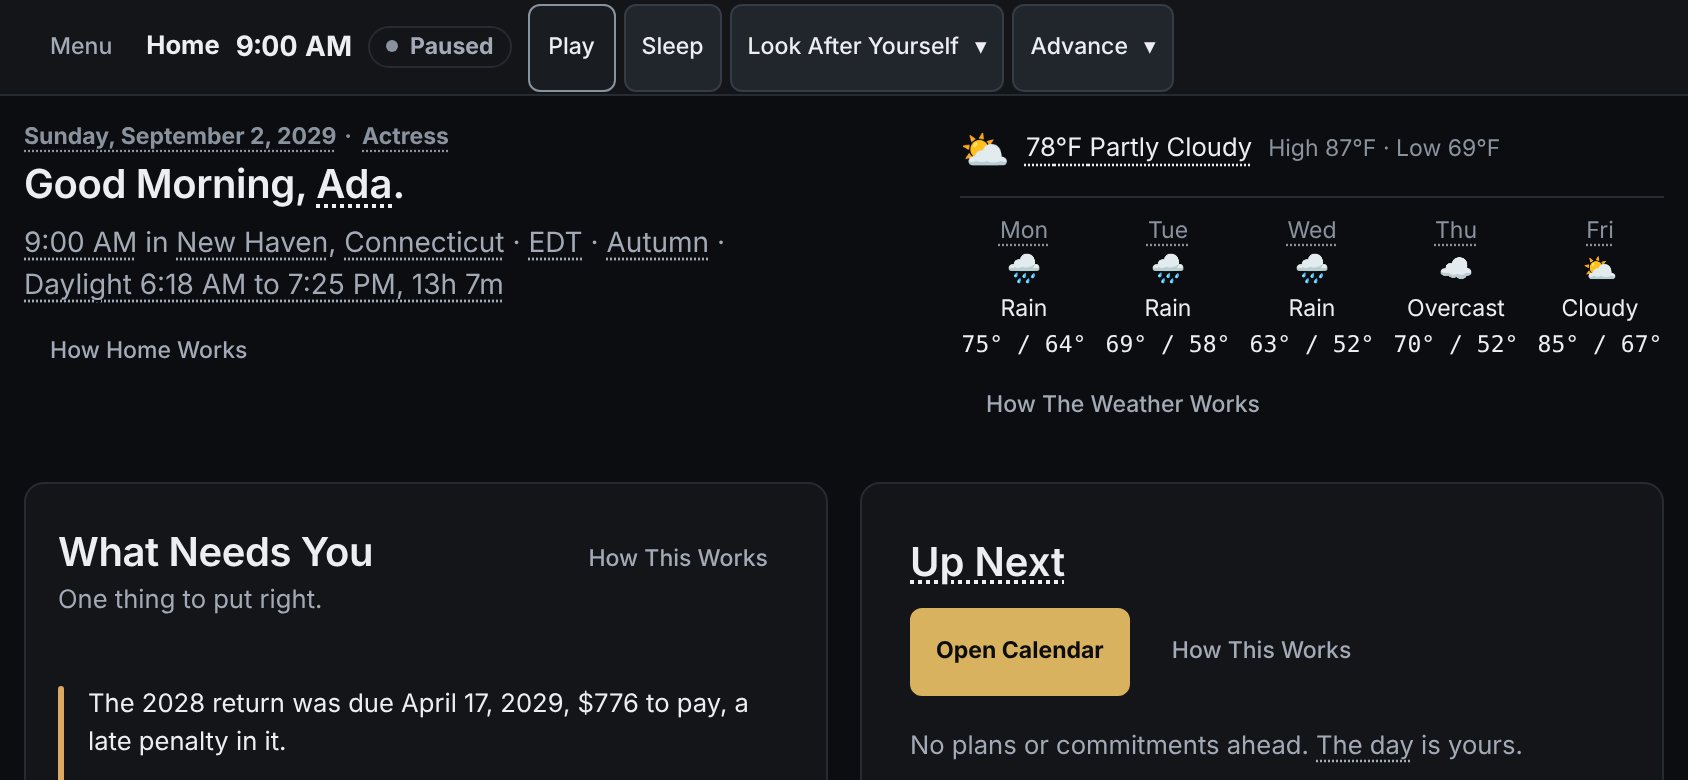 Menu Home 9:00 AM Paused Play Sleep Look After Yourself ▼ Advance ▼
Sunday, September 2, 2029 · Actress
Good Morning, Ada.
9:00 AM in New Haven, Connecticut · EDT · Autumn ·
Daylight 6:18 AM to 7:25 PM, 13h 7m
How Home Works
78°F Partly Cloudy High 87°F · Low 69°F
Mon Tue Wed Thu Fri
Rain Rain Rain Overcast Cloudy
75° / 64° 69° / 58° 63° / 52° 70° / 52° 85° / 67°
How The Weather Works
What Needs You How This Works
One thing to put right.
The 2028 return was due April 17, 2029, $776 to pay, a
late penalty in it.
Up Next
Open Calendar How This Works
No plans or commitments ahead. The day is yours.